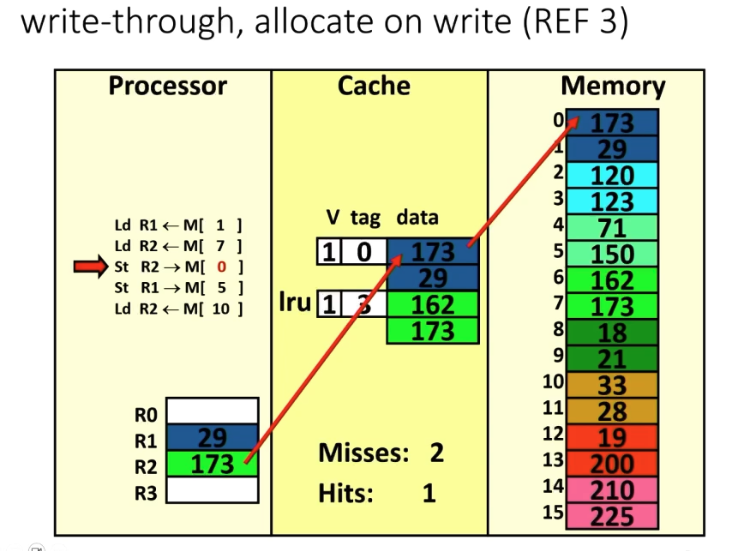 write-through, allocate on write (REF 3)
Processor
Ld R1 ← M[ 1 ]
Ld R2 ← M[ 7 ]
St R2 → M[ 0 ]
St R1 → M[ 5 ]
Ld R2 ← M[ 10 ]
R0
R1 29
R2 173
R3
Cache
V tag data
1 0 173
29
lru 1 3 162
173
Misses: 2
Hits: 1
Memory
0 173
1 29
2 120
3 123
4 71
5 150
6 162
7 173
8 18
9 21
10 33
11 28
12 19
13 200
14 210
15 225